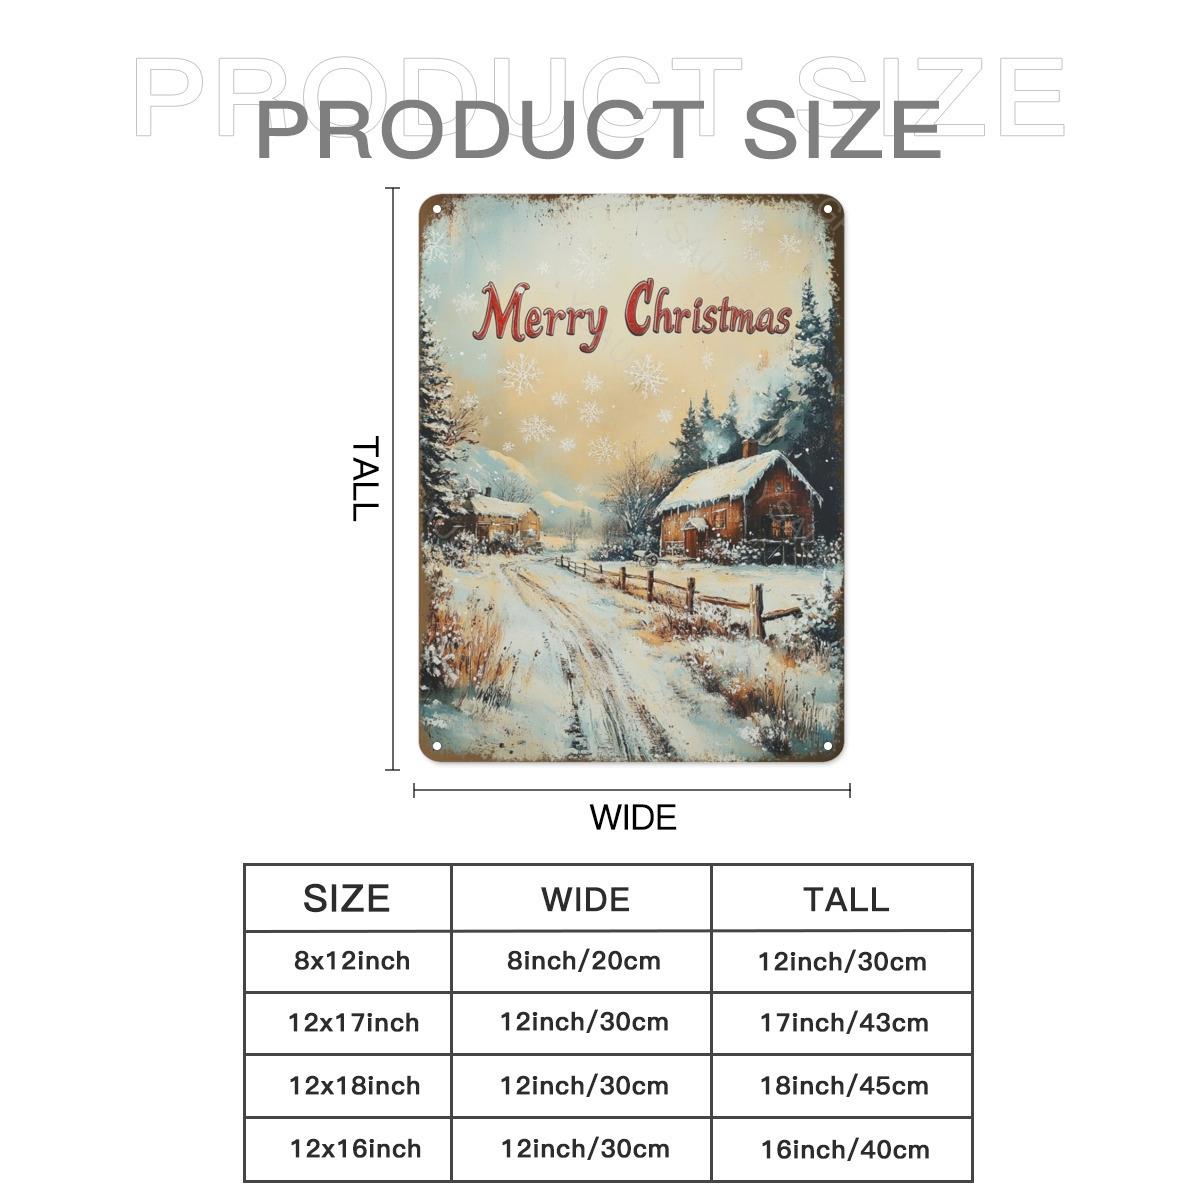 PRODUCT SIZE
PRODUCT SIZE
Merry Christmas
TALL
WIDE
SIZE WIDE TALL
8x12inch 8inch/20cm 12inch/30cm
12x17inch 12inch/30cm 17inch/43cm
12x18inch 12inch/30cm 18inch/45cm
12x16inch 12inch/30cm 16inch/40cm